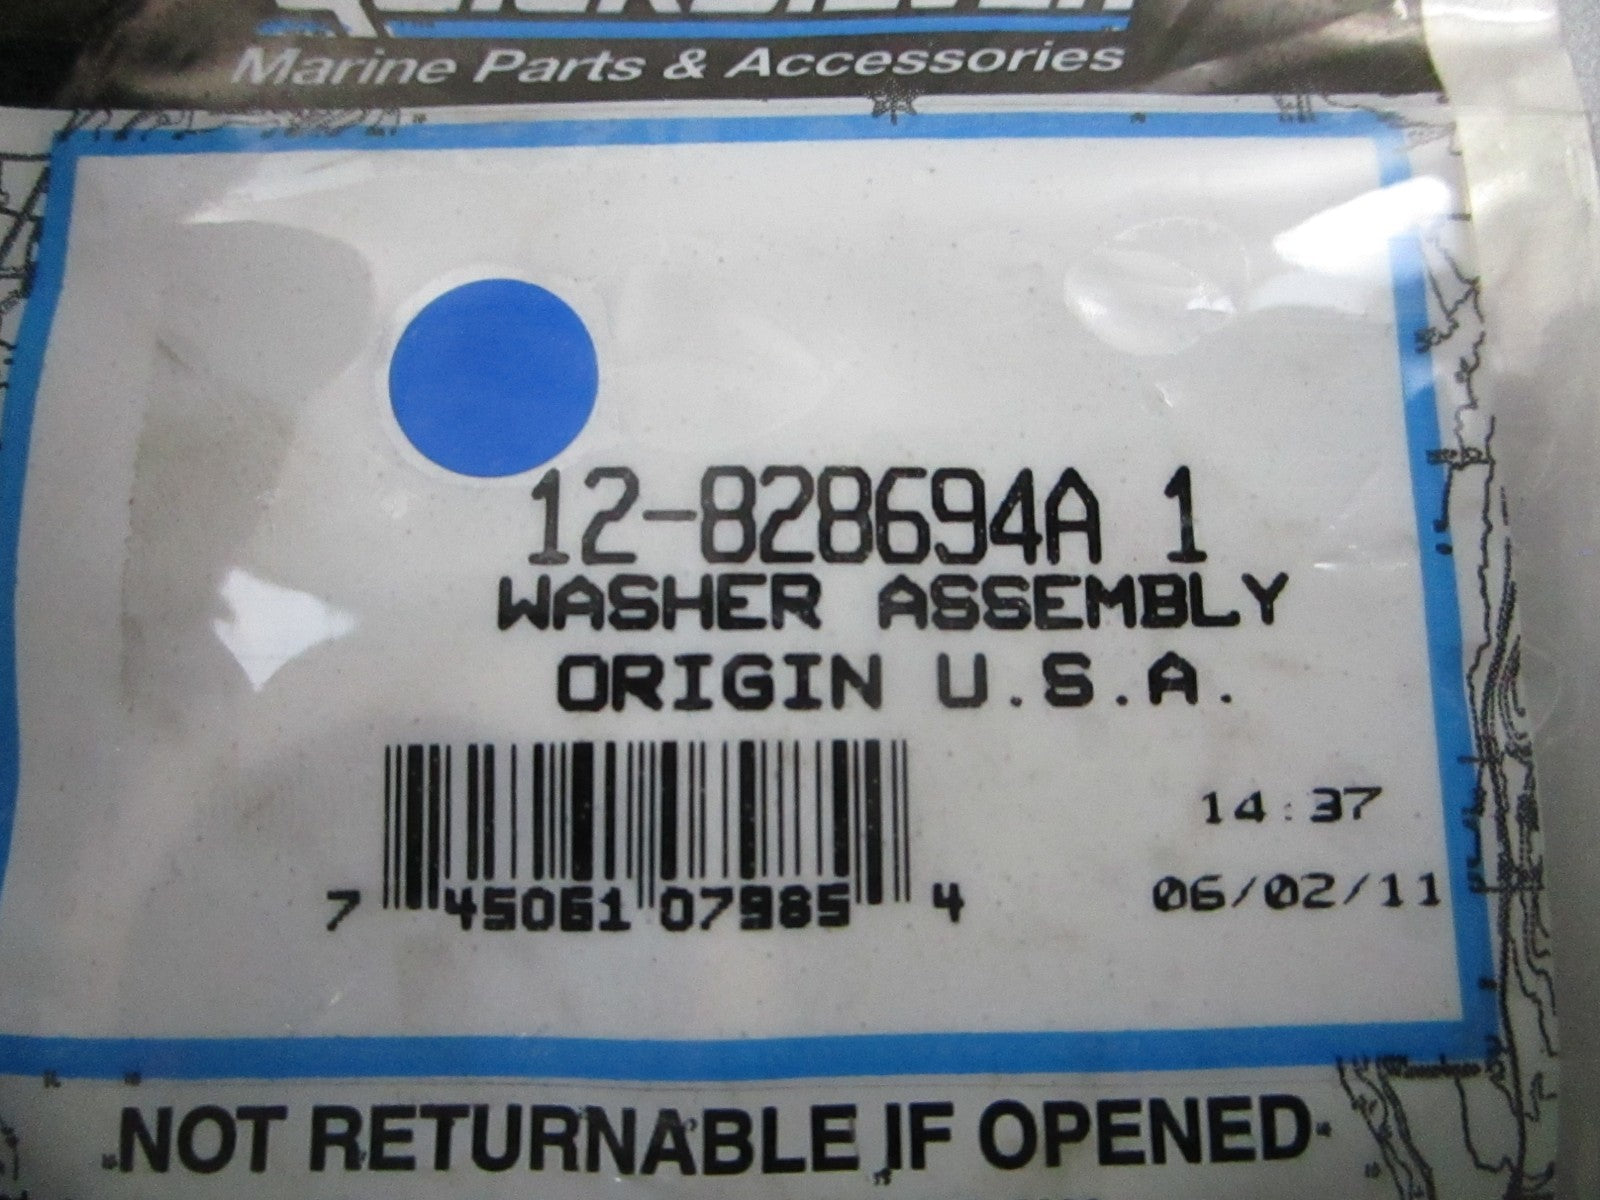 QUICKSILVER
Marine Parts & Accessories
12-828694A 1
WASHER ASSEMBLY
ORIGIN U.S.A.
14:37
7 45061 07985 4
06/02/11
NOT RETURNABLE IF OPENED